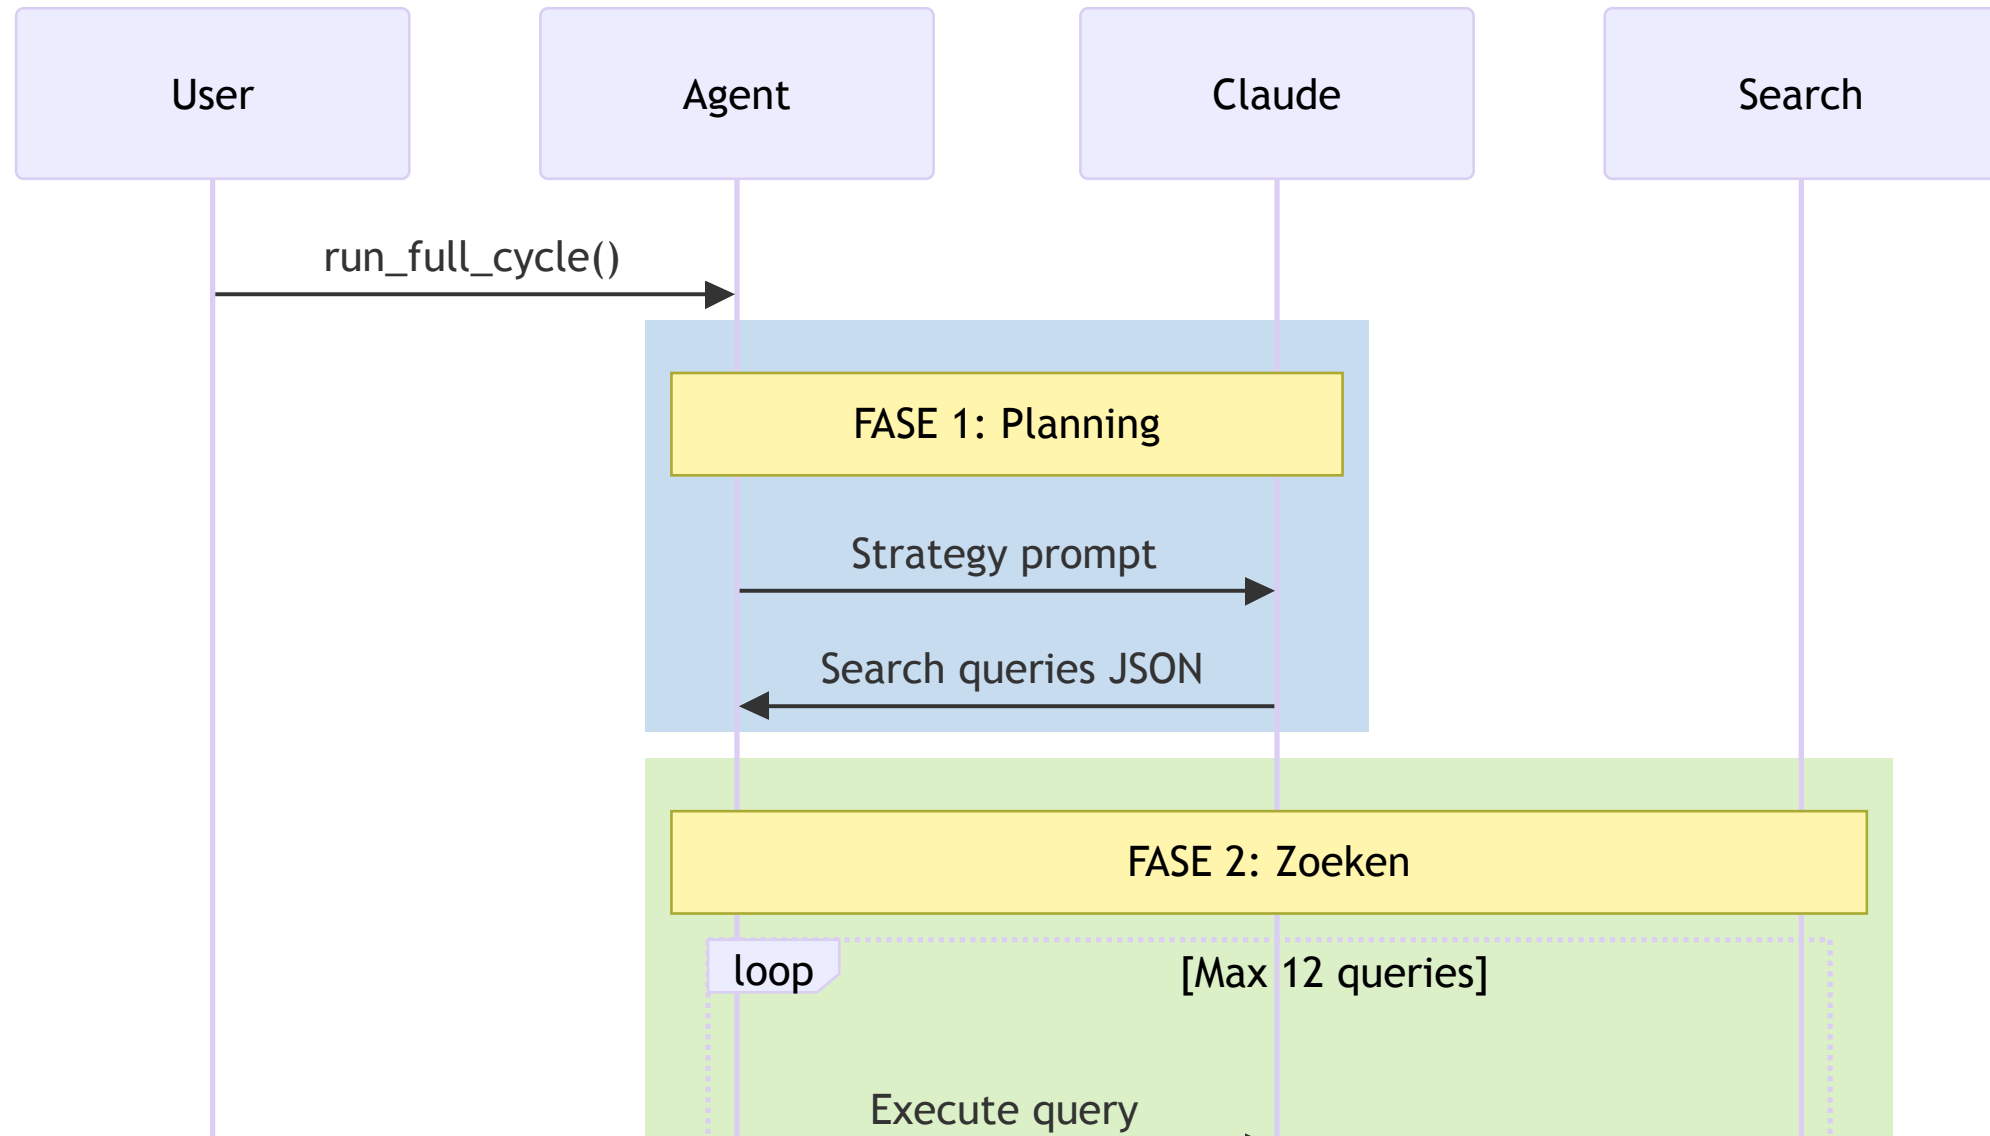 User
Agent
Claude
Search
run_full_cycle()
FASE 1: Planning
Strategy prompt
Search queries JSON
FASE 2: Zoeken
loop
[Max 12 queries]
Execute query